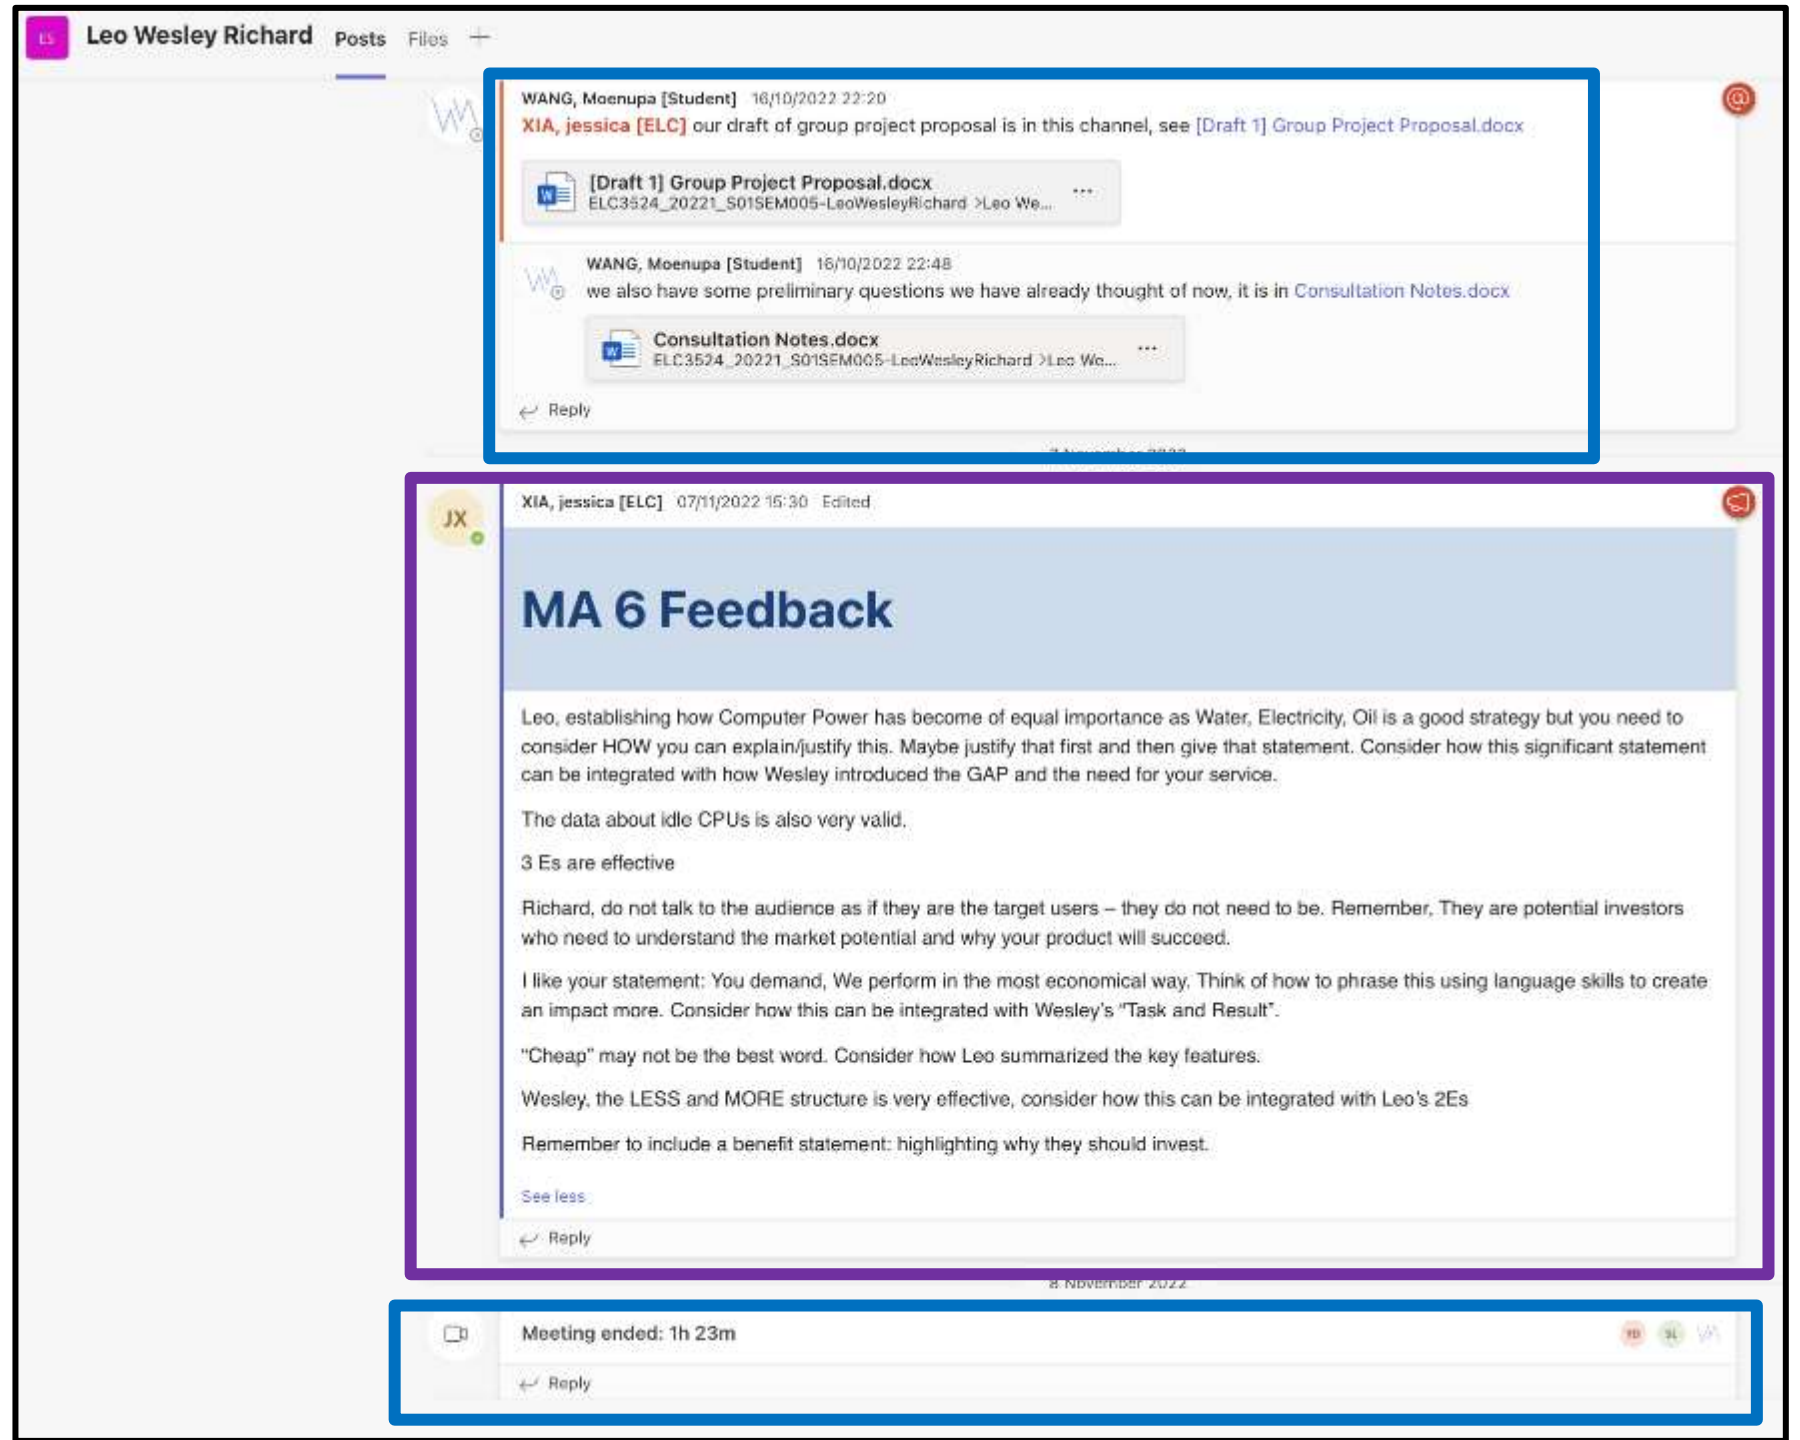 ES Leo Wesley Richard Posts Files +
WANG, Moenupa [Student] 16/10/2022 22:20
XIA, jessica [ELC] our draft of group project proposal is in this channel, see [Draft 1] Group Project Proposal.docx
[Draft 1] Group Project Proposal.docx
ELC3524_20221_S01SEM005-LeoWesleyRichard >Leo We...
WANG, Moenupa [Student] 16/10/2022 22:48
we also have some preliminary questions we have already thought of now, it is in Consultation Notes.docx
Consultation Notes.docx
ELC3524_20221_S01SEM005-LeoWesleyRichard >Leo We...
Reply
7 November 2022
JX
XIA, jessica [ELC] 07/11/2022 15:30 Edited
MA 6 Feedback
Leo, establishing how Computer Power has become of equal importance as Water, Electricity, Oil is a good strategy but you need to
consider HOW you can explain/justify this. Maybe justify that first and then give that statement. Consider how this significant statement
can be integrated with how Wesley introduced the GAP and the need for your service.
The data about idle CPUs is also very valid.
3 Es are effective
Richard, do not talk to the audience as if they are the target users – they do not need to be. Remember, They are potential investors
who need to understand the market potential and why your product will succeed.
I like your statement: You demand, We perform in the most economical way. Think of how to phrase this using language skills to create
an impact more. Consider how this can be integrated with Wesley's "Task and Result".
"Cheap" may not be the best word. Consider how Leo summarized the key features.
Wesley, the LESS and MORE structure is very effective, consider how this can be integrated with Leo's 2Es
Remember to include a benefit statement: highlighting why they should invest.
See less
Reply
8 November 2022
Meeting ended: 1h 23m
Reply